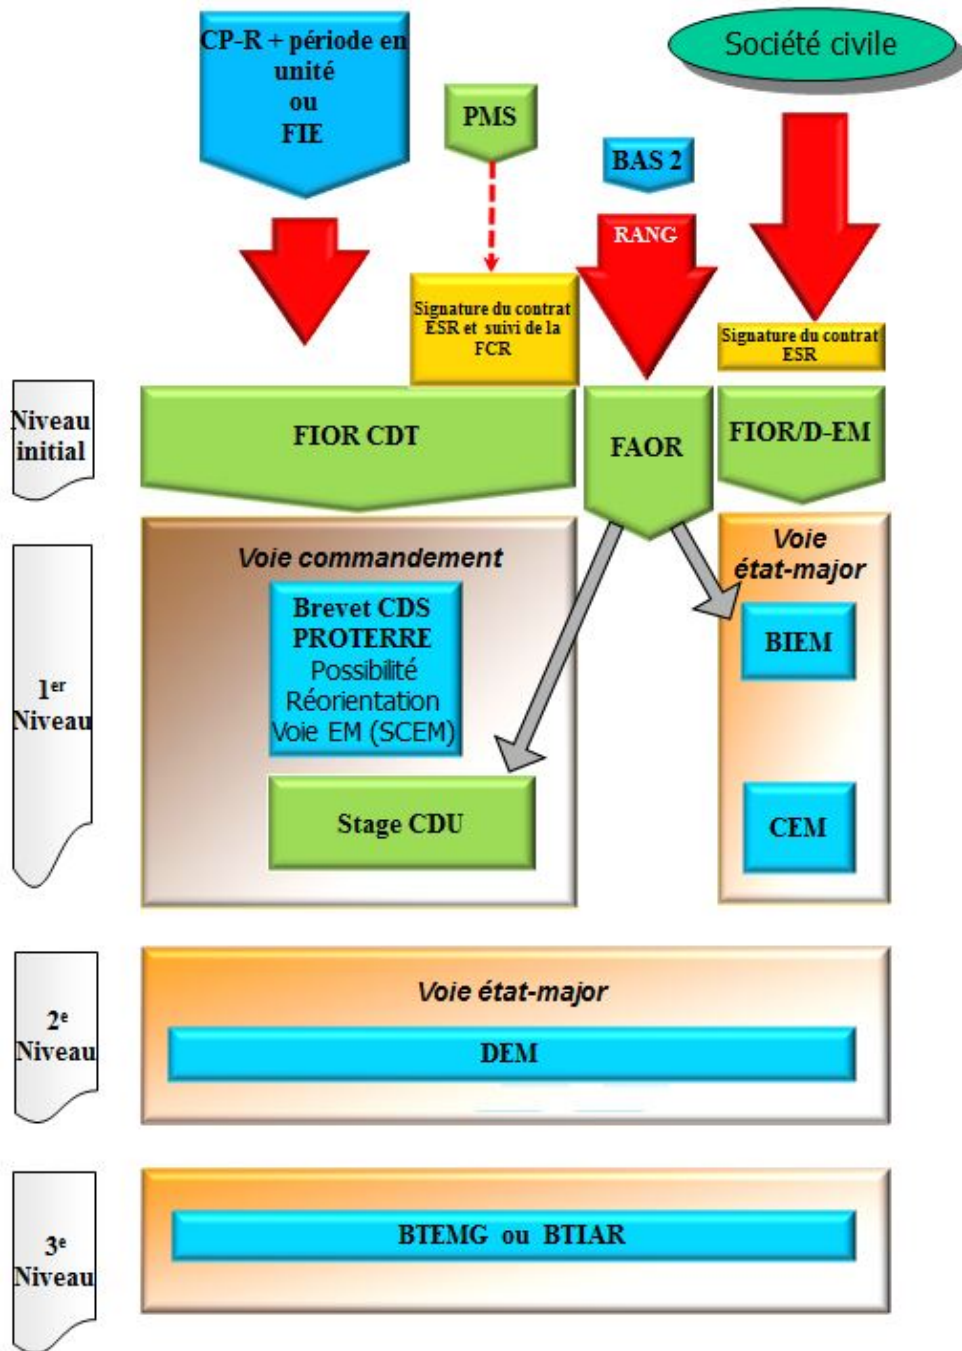 CP-R + période en
unité
ou
FIE
PMS
BAS 2
Société civile
RANG
Signature du contrat
ESR et suivi de la
FCR
Signature du contrat
ESR
Niveau
initial
FIOR CDT
FAOR
FIOR/D-EM
1er
Niveau
Voie commandement
Brevet CDS
PROTERRE
Possibilité
Réorientation
Voie EM (SCEM)
Stage CDU
Voie
état-major
BIEM
CEM
2e
Niveau
Voie état-major
DEM
3e
Niveau
BTEMG ou BTIAR